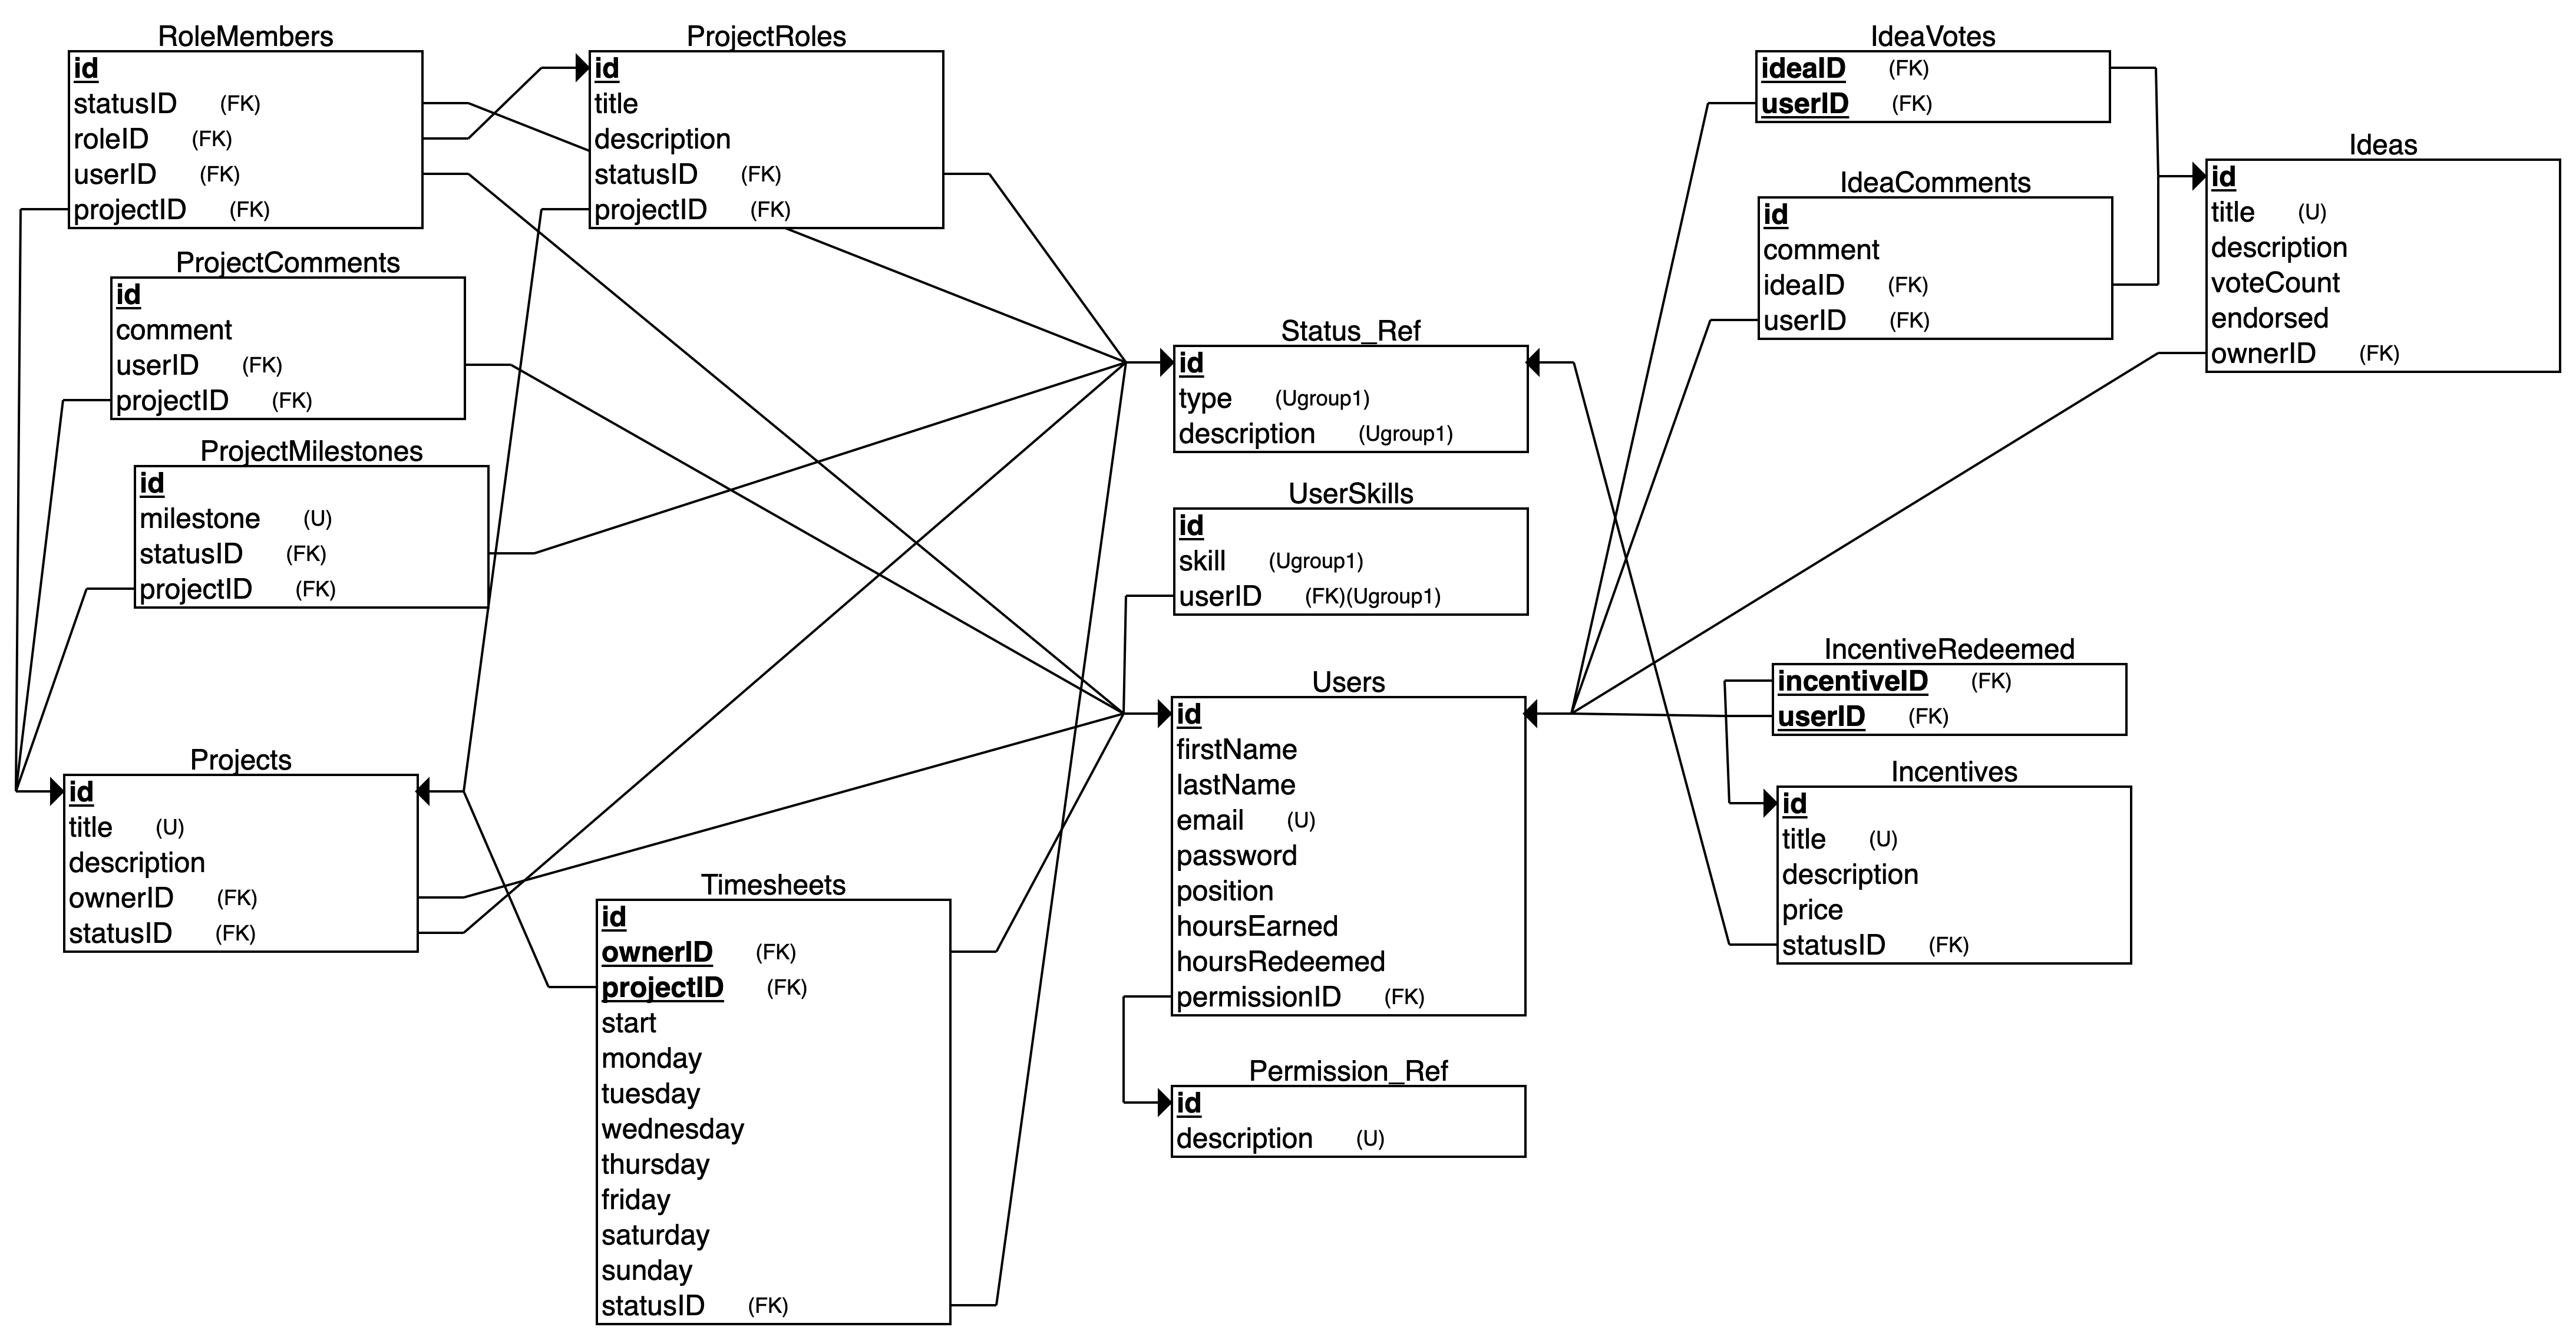 RoleMembers
id
statusID (FK)
roleID (FK)
userID (FK)
projectID (FK)
ProjectRoles
id
title
description
statusID (FK)
projectID (FK)
ProjectComments
id
comment
userID (FK)
projectID (FK)
ProjectMilestones
id
milestone (U)
statusID (FK)
projectID (FK)
Projects
id
title (U)
description
ownerID (FK)
statusID (FK)
Timesheets
id
ownerID (FK)
projectID (FK)
start
monday
tuesday
wednesday
thursday
friday
saturday
sunday
statusID (FK)
Status_Ref
id
type (Ugroup1)
description (Ugroup1)
UserSkills
id
skill (Ugroup1)
userID (FK)(Ugroup1)
Users
id
firstName
lastName
email (U)
password
position
hoursEarned
hoursRedeemed
permissionID (FK)
Permission_Ref
id
description (U)
IdeaVotes
ideaID (FK)
userID (FK)
IdeaComments
id
comment
ideaID (FK)
userID (FK)
Ideas
id
title (U)
description
voteCount
endorsed
ownerID (FK)
IncentiveRedeemed
incentiveID (FK)
userID (FK)
Incentives
id
title (U)
description
price
statusID (FK)